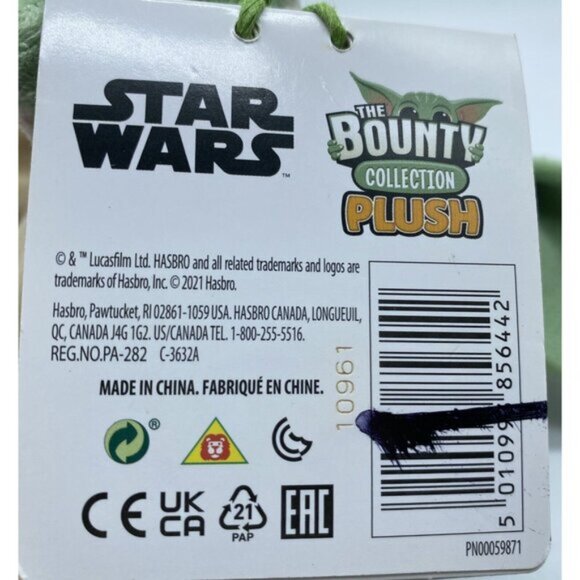 STAR
WARS™
THE
BOUNTY
COLLECTION
PLUSH
© & ™ Lucasfilm Ltd. HASBRO and all related trademarks and logos are
trademarks of Hasbro, Inc. © 2021 Hasbro.
Hasbro, Pawtucket, RI 02861-1059 USA. HASBRO CANADA, LONGUEUIL,
QC, CANADA J4G 1G2. US/CANADA TEL. 1-800-255-5516.
REG.NO.PA-282 C-3632A
MADE IN CHINA. FABRIQUÉ EN CHINE.
10961
®
CE UK
CA 21
PAP
EAC
856442
PN00059871